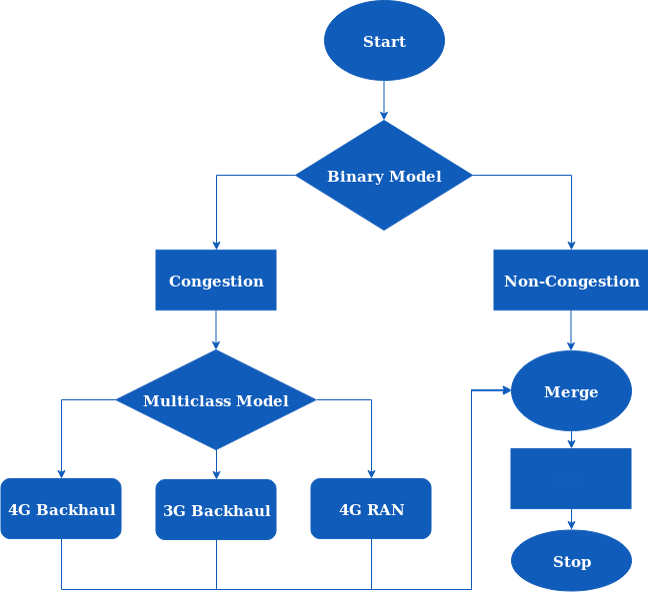 Start
Binary Model
Congestion
Non-Congestion
Multiclass Model
Merge
4G Backhaul
3G Backhaul
4G RAN
Stop